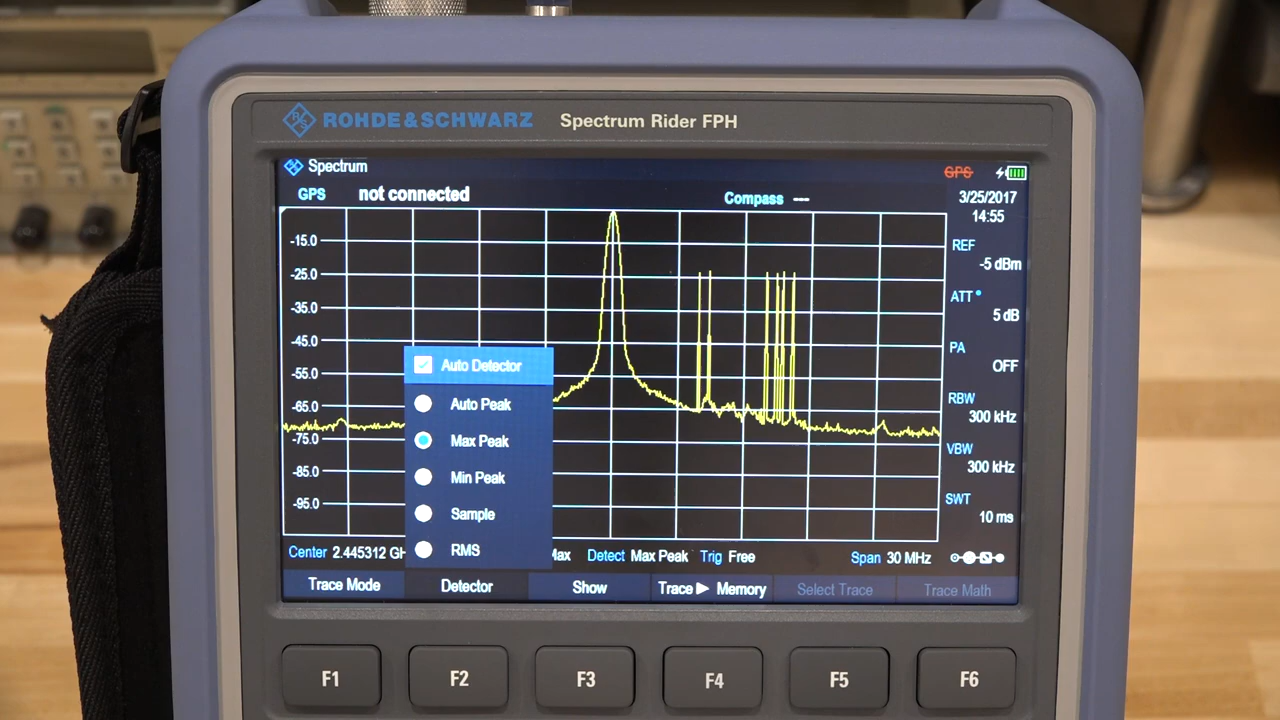 ROHDE & SCHWARZ Spectrum Rider FPH
Spectrum
GPS
GPS not connected
Compass ---
3/25/2017
14:55
-15.0
-25.0
-35.0
-45.0
-55.0
-65.0
-75.0
-85.0
-95.0
REF
-5 dBm
ATT
5 dB
PA
OFF
RBW
300 kHz
VBW
300 kHz
SWT
10 ms
Auto Detector
Auto Peak
Max Peak
Min Peak
Sample
RMS
Center 2.445312 GH
Detect Max Peak Trig Free Span 30 MHz
Trace Mode Detector Show Trace Memory Select Trace Trace Math
F1 F2 F3 F4 F5 F6